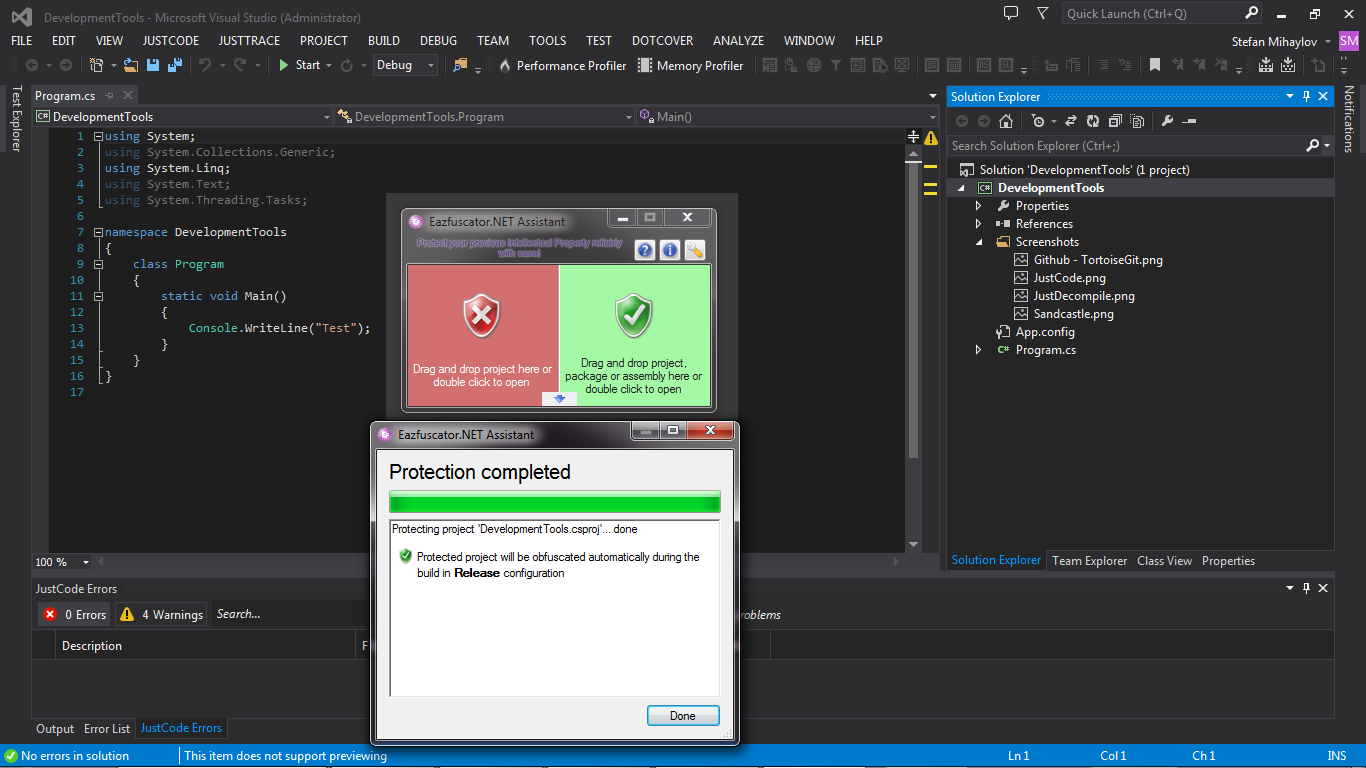 DevelopmentTools - Microsoft Visual Studio (Administrator)
Quick Launch (Ctrl+Q)
FILE EDIT VIEW JUSTCODE JUSTTRACE PROJECT BUILD DEBUG TEAM TOOLS TEST DOTCOVER ANALYZE WINDOW HELP
Stefan Mihaylov SM
Start Debug Performance Profiler Memory Profiler
Test Explorer
Program.cs
C# DevelopmentTools DevelopmentTools.Program Main()
1 using System;
2 using System.Collections.Generic;
3 using System.Linq;
4 using System.Text;
5 using System.Threading.Tasks;
6
7 namespace DevelopmentTools
8 {
9 class Program
10 {
11 static void Main()
12 {
13 Console.WriteLine("Test");
14 }
15 }
16 }
17
100 %
Eazfuscator.NET Assistant
Protect your precious Intellectual Property reliably
with ease!
Drag and drop project here or
double click to open
Drag and drop project,
package or assembly here or
double click to open
Eazfuscator.NET Assistant
Protection completed
Protecting project 'DevelopmentTools.csproj'... done
Protected project will be obfuscated automatically during the
build in Release configuration
Done
Solution Explorer
Search Solution Explorer (Ctrl+;)
Solution 'DevelopmentTools' (1 project)
C# DevelopmentTools
Properties
References
Screenshots
Github - TortoiseGit.png
JustCode.png
JustDecompile.png
Sandcastle.png
App.config
C# Program.cs
Solution Explorer Team Explorer Class View Properties
Notifications
JustCode Errors
0 Errors 4 Warnings Search... roblems
Description F
Output Error List JustCode Errors
No errors in solution This item does not support previewing Ln 1 Col 1 Ch 1 INS